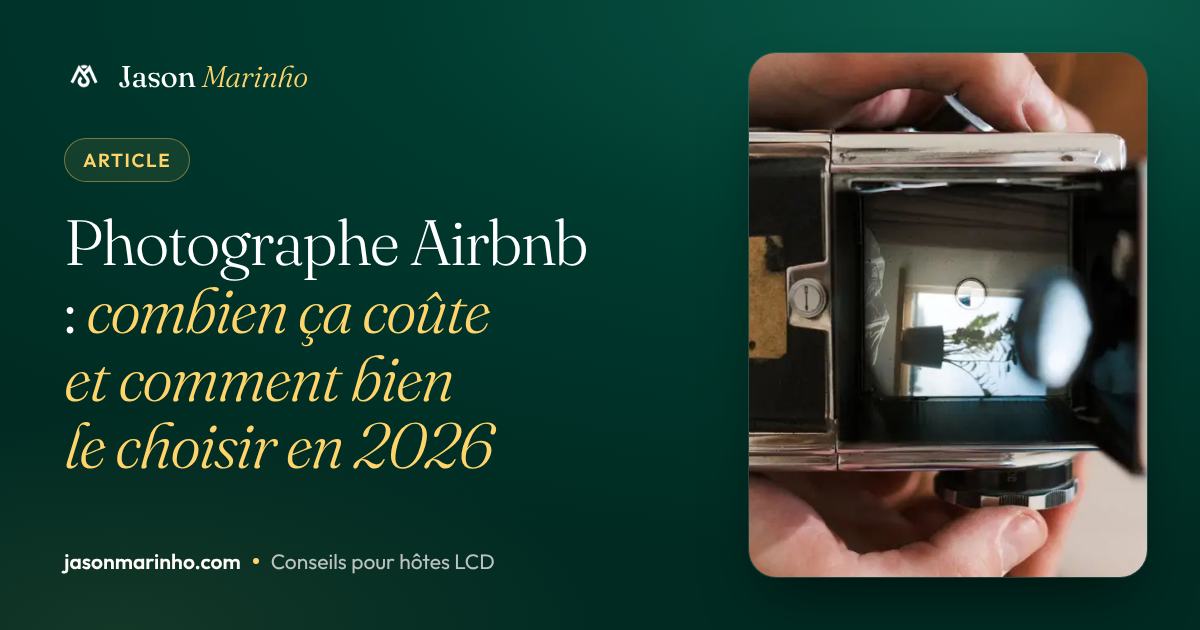 Jason Marinho
ARTICLE
Photographe Airbnb
: combien ça coûte
et comment bien
le choisir en 2026
jasonmarinho.com • Conseils pour hôtes LCD